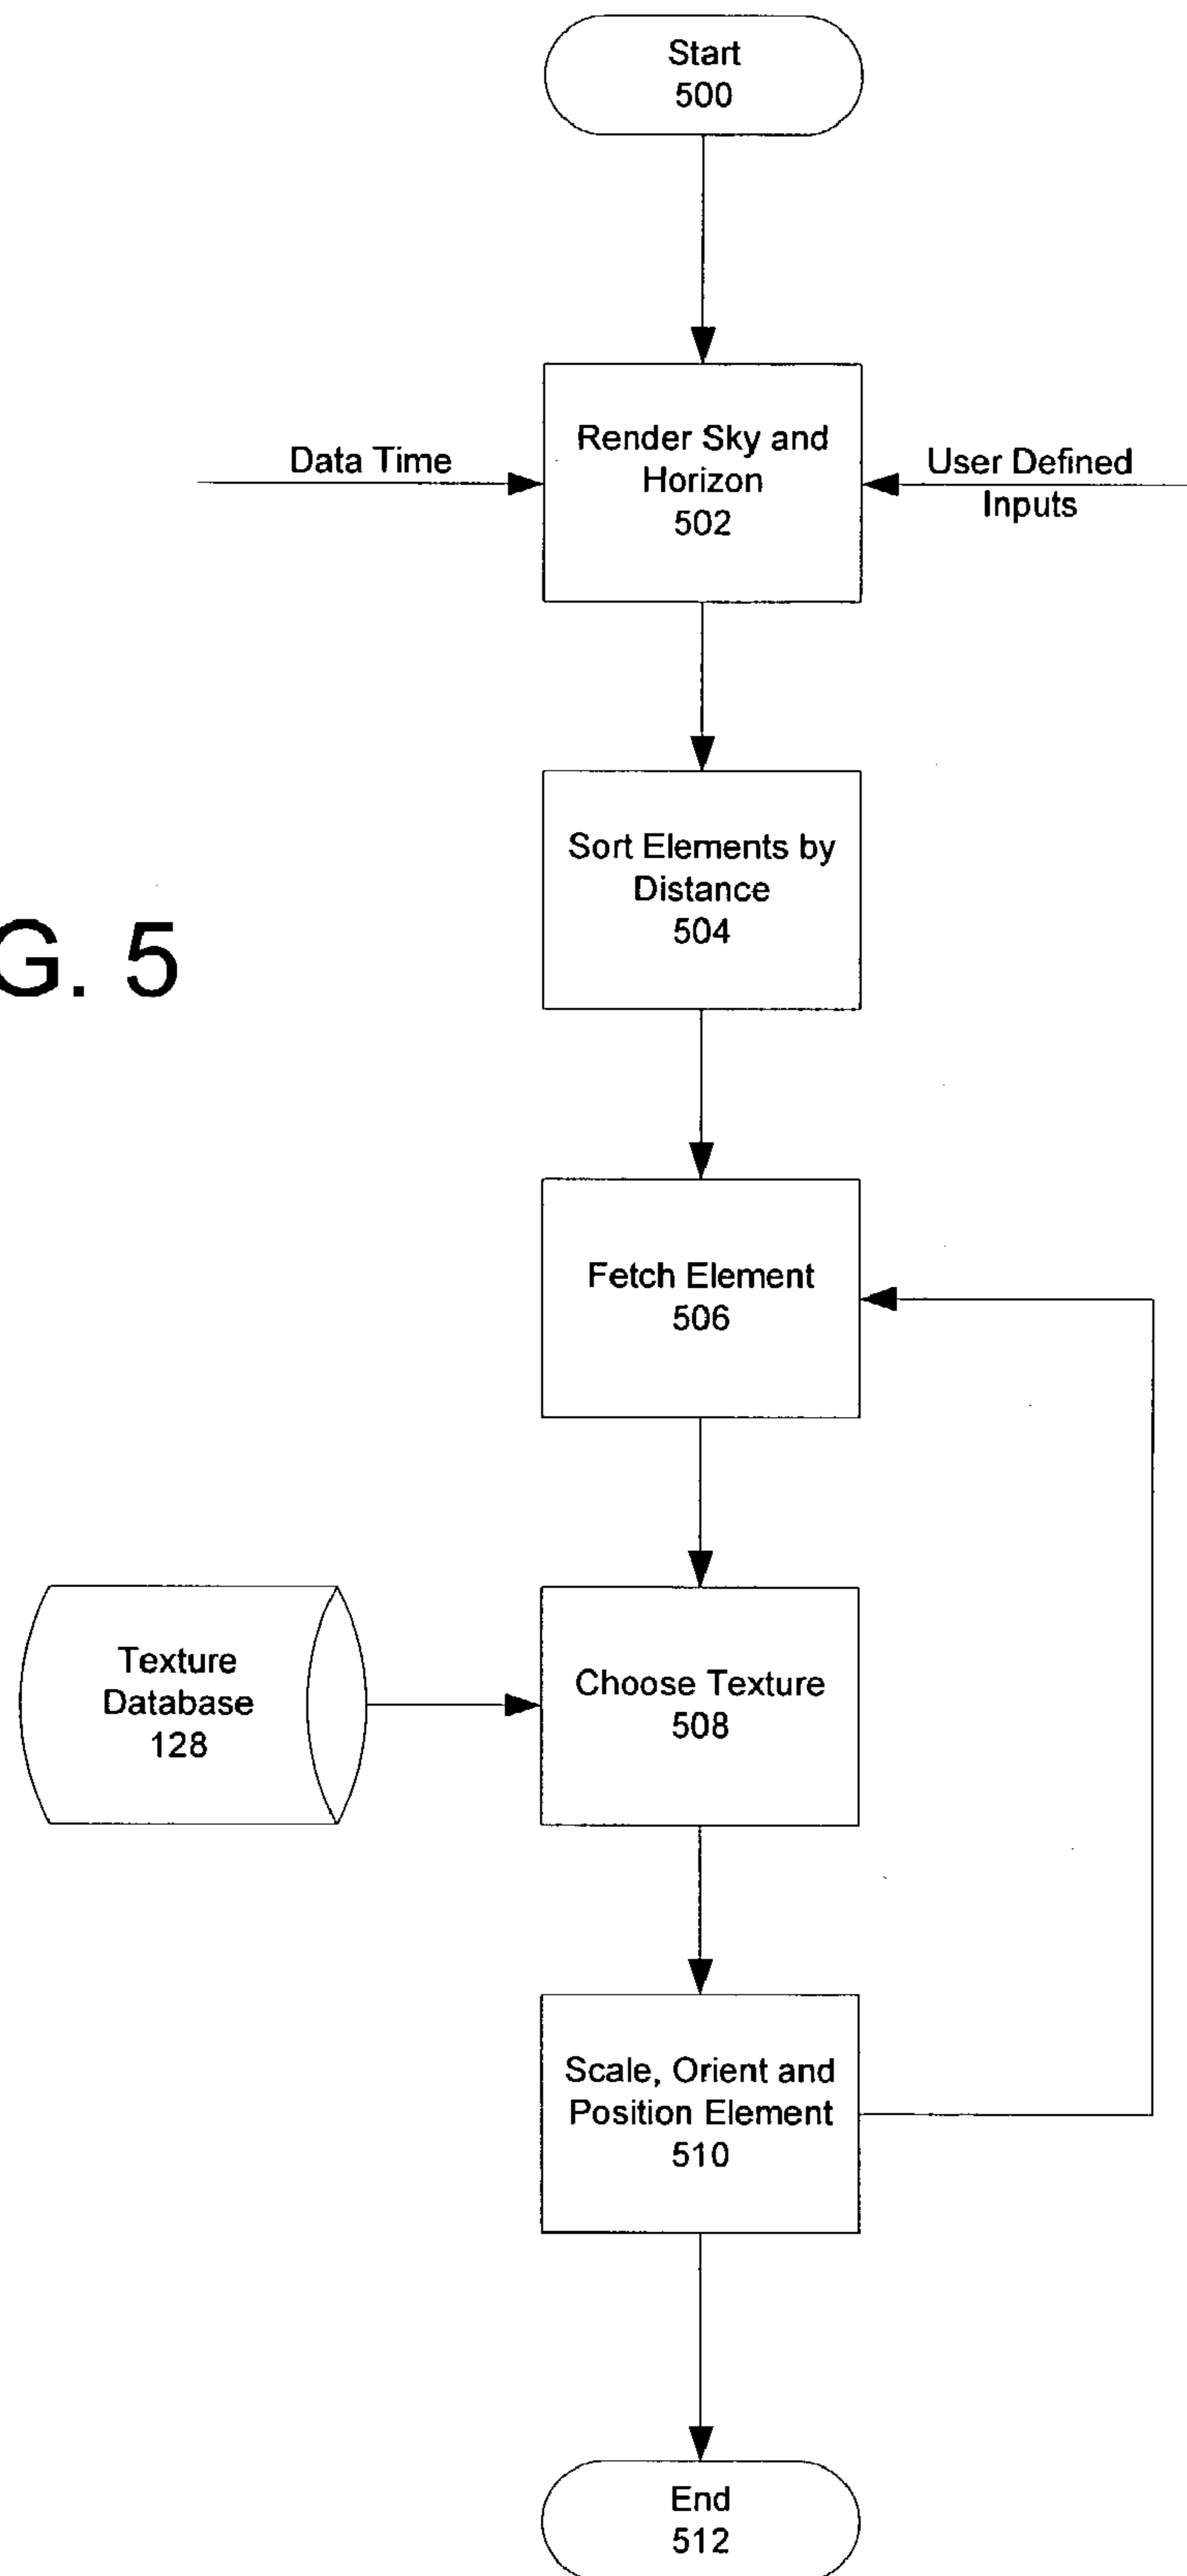 Start
500
Render Sky and
Horizon
502
Data Time
User Defined
Inputs
Sort Elements by
Distance
504
G. 5
Fetch Element
506
Texture
Database
128
Choose Texture
508
Scale, Orient and
Position Element
510
End
512